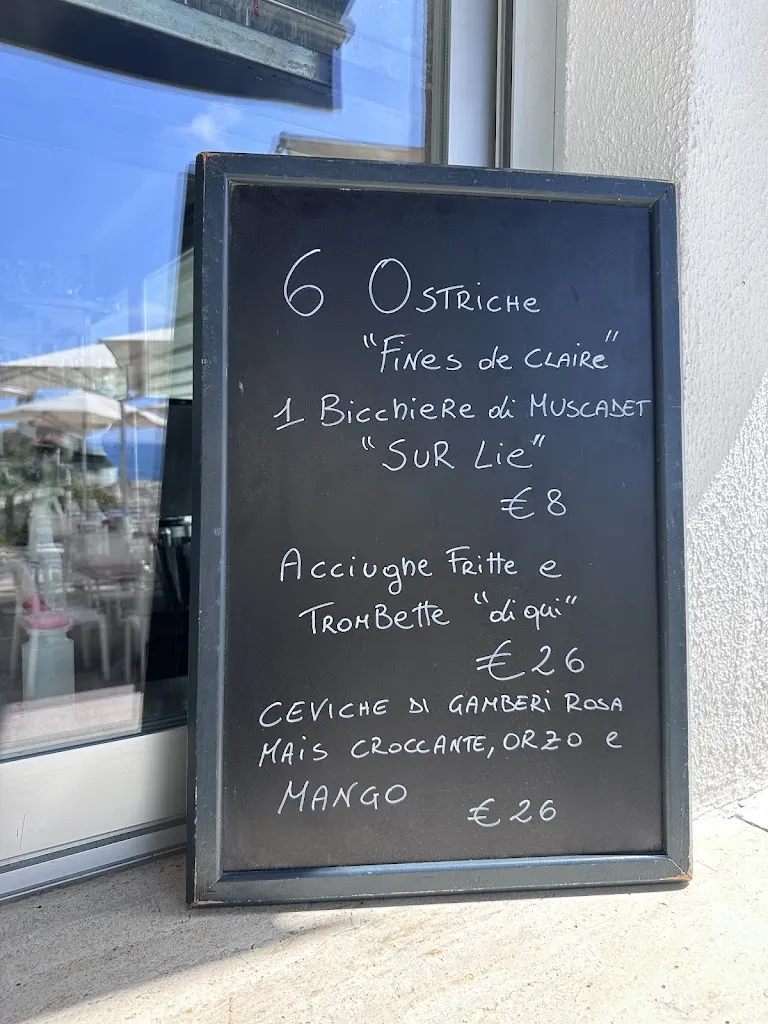 6 OSTRICHE
"FiNes de CLAiRe"
1 BiccHieRe di MUSCADET
"SUR Lie"
€ 8
Acciughe FRitte e
TROMBette "di qui"
€ 26
CEVICHE DI GAMBERI ROSA
MAiS CROCCANTE, ORZO e
MANGO
€ 26